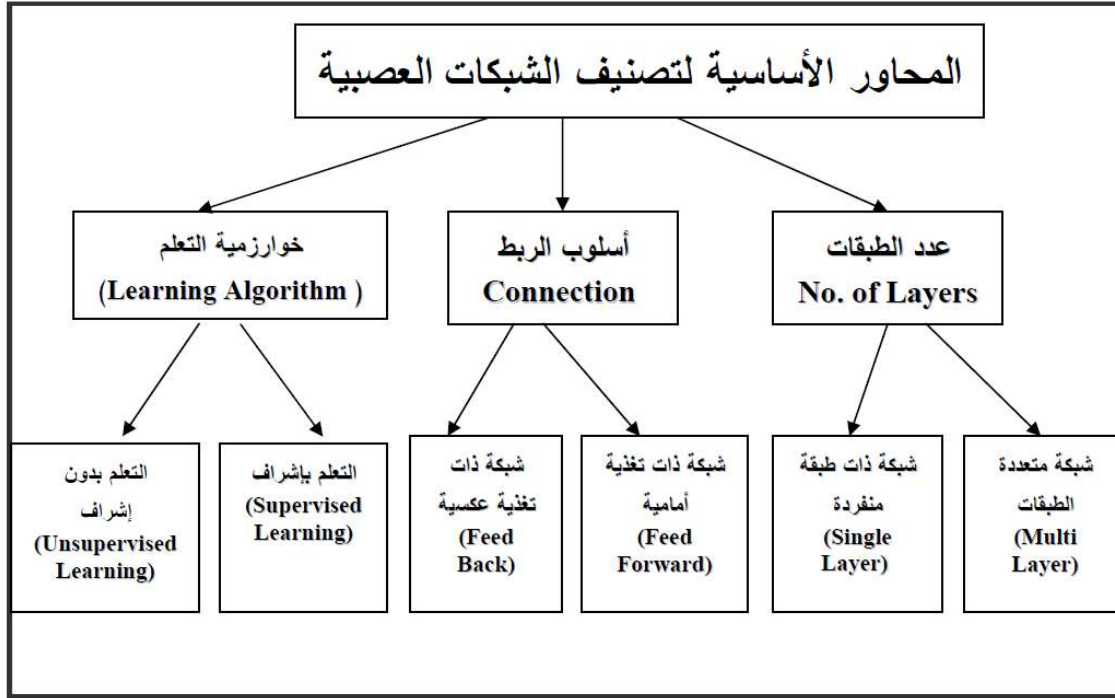 المحاور الأساسية لتصنيف الشبكات العصبية
عدد الطبقات
No. of Layers
أسلوب الربط
Connection
خوارزمية التعلم
(Learning Algorithm )
شبكة متعددة
الطبقات
(Multi
Layer)
شبكة ذات طبقة
منفردة
(Single
Layer)
شبكة ذات تغذية
أمامية
(Feed
Forward)
شبكة ذات
تغذية عكسية
(Feed
Back)
التعلم بإشراف
(Supervised
Learning)
التعلم بدون
إشراف
(Unsupervised
Learning)